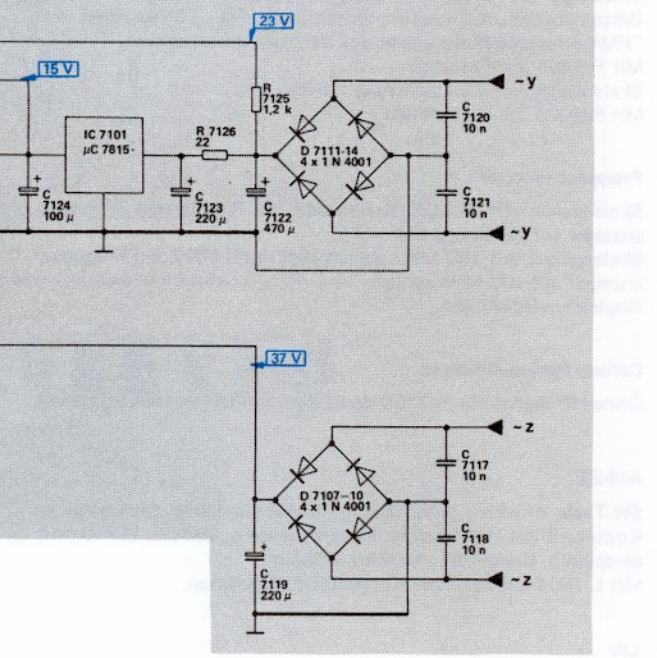 23 V
~y
15 V
R
7125
1,2 k
C
7120
10 n
IC 7101
µC 7815
R 7126
22
D 7111-14
4 x 1 N 4001
C
7124
100 µ
C
7123
220 µ
C
7122
470 µ
C
7121
10 n
~y
37 V
~z
C
7117
10 n
D 7107-10
4 x 1 N 4001
C
7118
10 n
C
7119
220 µ
~z